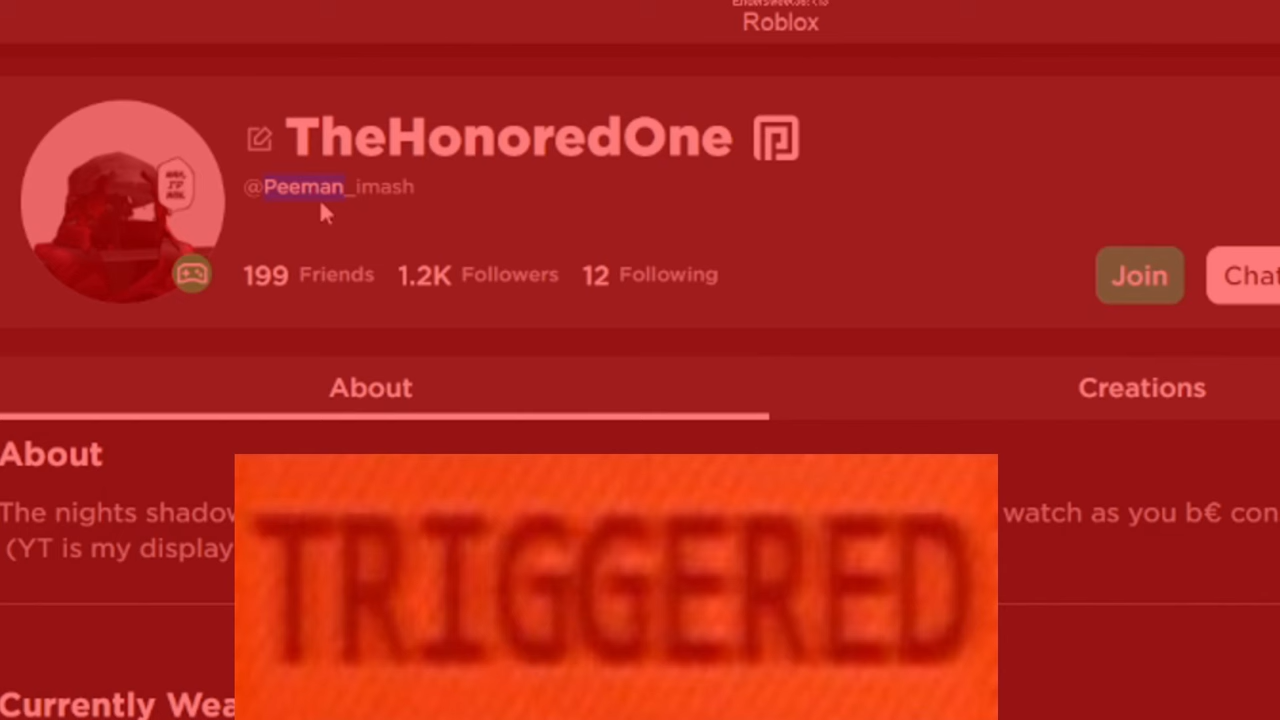 Roblox
TheHonoredOne
@Peeman_imash
199 Friends 1.2K Followers 12 Following
Join
Chat
About
Creations
About
The nights shadow
watch as you b€ con
(YT is my display
TRIGGERED
Currently Wea